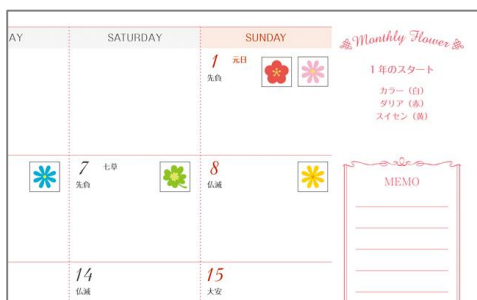 AY SATURDAY SUNDAY
Monthly Flower
1 元日
先負
1年のスタート
カラー（白）
ダリア（赤）
スイセン（黄）
7 七草
先負
8
仏滅
MEMO
14
仏滅
15
大安